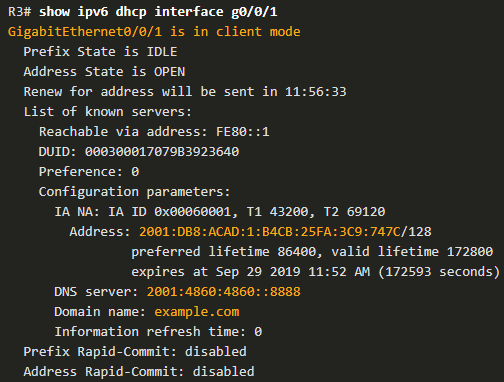 R3# show ipv6 dhcp interface g0/0/1
GigabitEthernet0/0/1 is in client mode
Prefix State is IDLE
Address State is OPEN
Renew for address will be sent in 11:56:33
List of known servers:
Reachable via address: FE80::1
DUID: 000300017079B3923640
Preference: 0
Configuration parameters:
IA NA: IA ID 0x00060001, T1 43200, T2 69120
Address: 2001:DB8:ACAD:1:B4CB:25FA:3C9:747C/128
preferred lifetime 86400, valid lifetime 172800
expires at Sep 29 2019 11:52 AM (172593 seconds)
DNS server: 2001:4860:4860::8888
Domain name: example.com
Information refresh time: 0
Prefix Rapid-Commit: disabled
Address Rapid-Commit: disabled